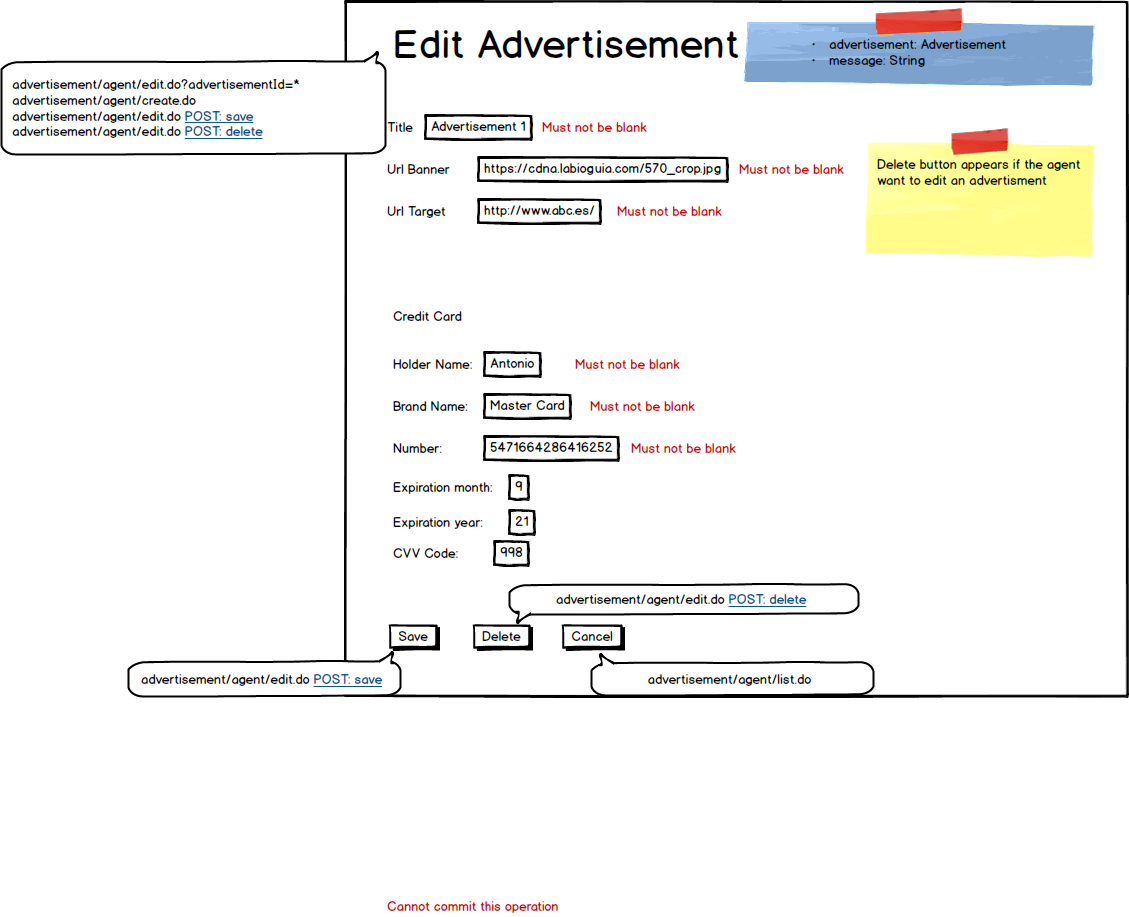 Edit Advertisement
· advertisement: Advertisement
· message: String
advertisement/agent/edit.do?advertisementId=*
advertisement/agent/create.do
advertisement/agent/edit.do POST: save
advertisement/agent/edit.do POST: delete
Title Advertisement 1 Must not be blank
Url Banner https://cdna.labioguia.com/570_crop.jpg Must not be blank
Delete button appears if the agent
want to edit an advertisment
Url Target http://www.abc.es/ Must not be blank
Credit Card
Holder Name: Antonio Must not be blank
Brand Name: Master Card Must not be blank
Number: 5471664286416252 Must not be blank
Expiration month: 9
Expiration year: 21
CVV Code: 998
advertisement/agent/edit.do POST: delete
Save Delete Cancel
advertisement/agent/edit.do POST: save
advertisement/agent/list.do
Cannot commit this operation